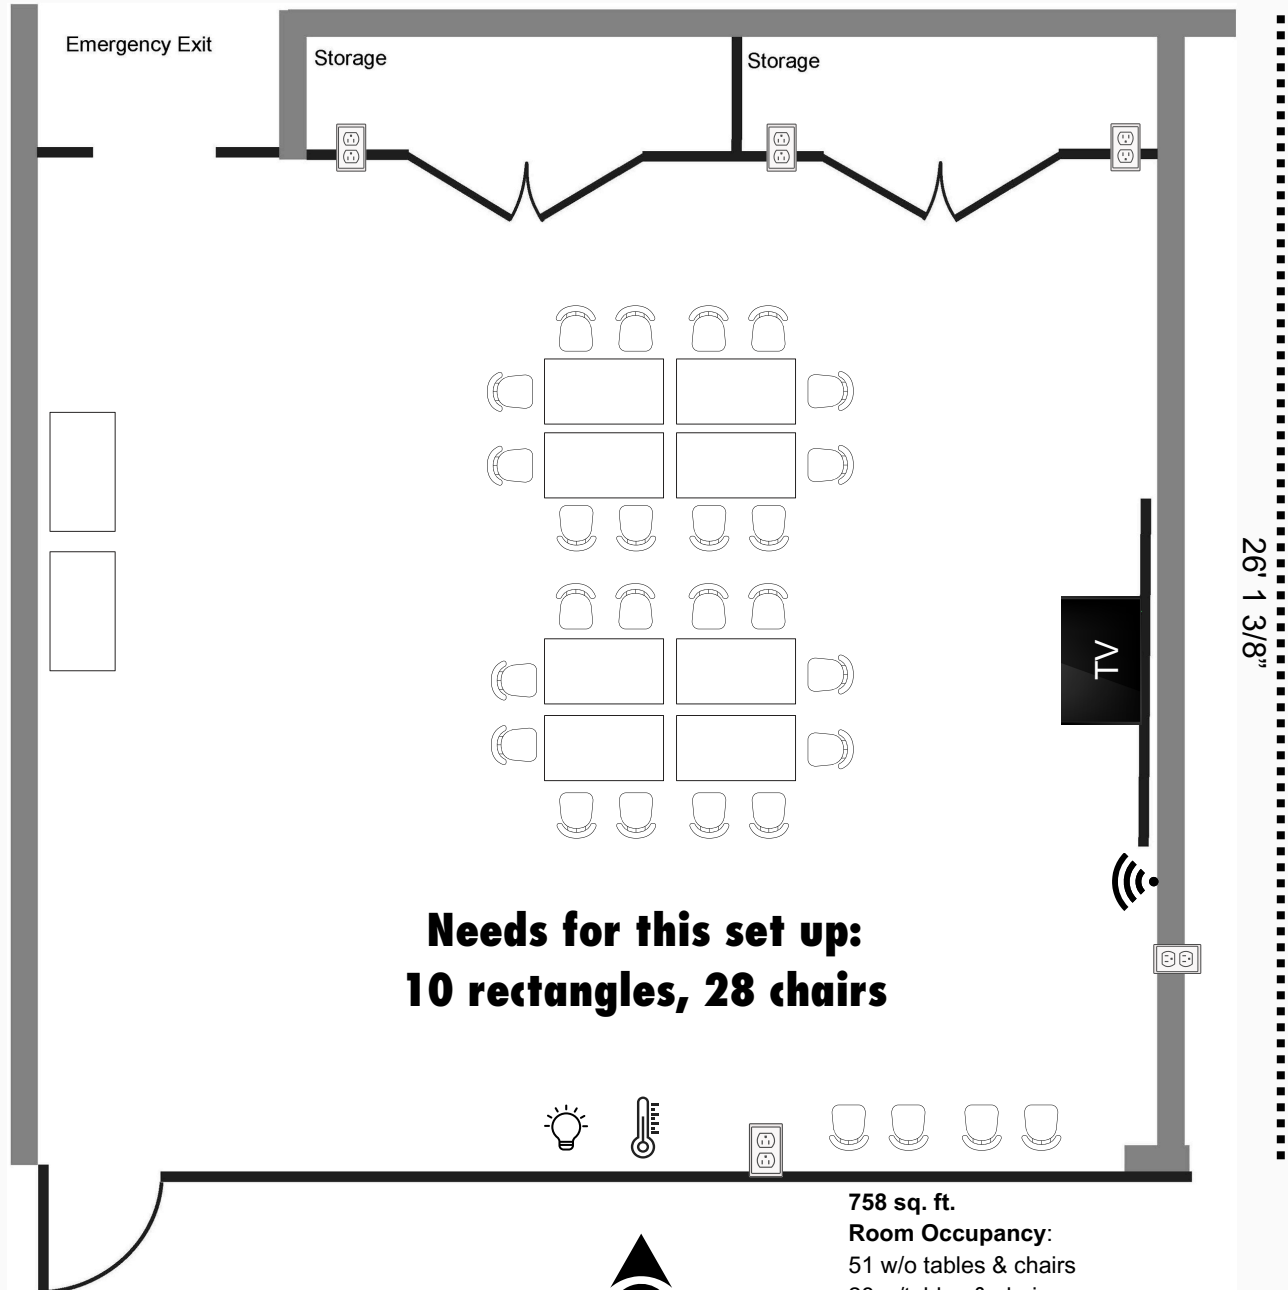 Emergency Exit
Storage
Storage
TV
26' 1 3/8”
Needs for this set up:
10 rectangles, 28 chairs
758 sq. ft.
Room Occupancy:
51 w/o tables & chairs